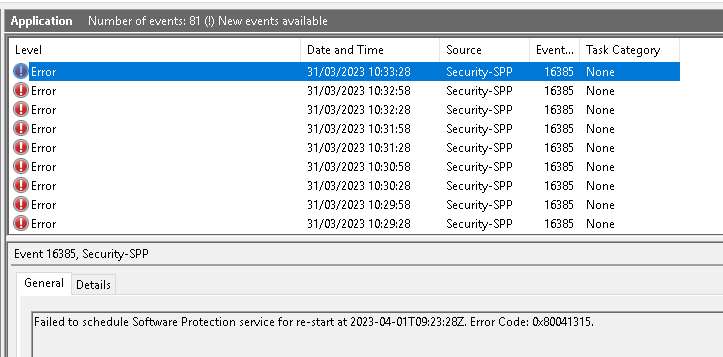 Application Number of events: 81 (!) New events available
Level Date and Time Source Event... Task Category
Error 31/03/2023 10:33:28 Security-SPP 16385 None
Error 31/03/2023 10:32:58 Security-SPP 16385 None
Error 31/03/2023 10:32:28 Security-SPP 16385 None
Error 31/03/2023 10:31:58 Security-SPP 16385 None
Error 31/03/2023 10:31:28 Security-SPP 16385 None
Error 31/03/2023 10:30:58 Security-SPP 16385 None
Error 31/03/2023 10:30:28 Security-SPP 16385 None
Error 31/03/2023 10:29:58 Security-SPP 16385 None
Error 31/03/2023 10:29:28 Security-SPP 16385 None
Event 16385, Security-SPP
General Details
Failed to schedule Software Protection service for re-start at 2023-04-01T09:23:28Z. Error Code: 0x80041315.